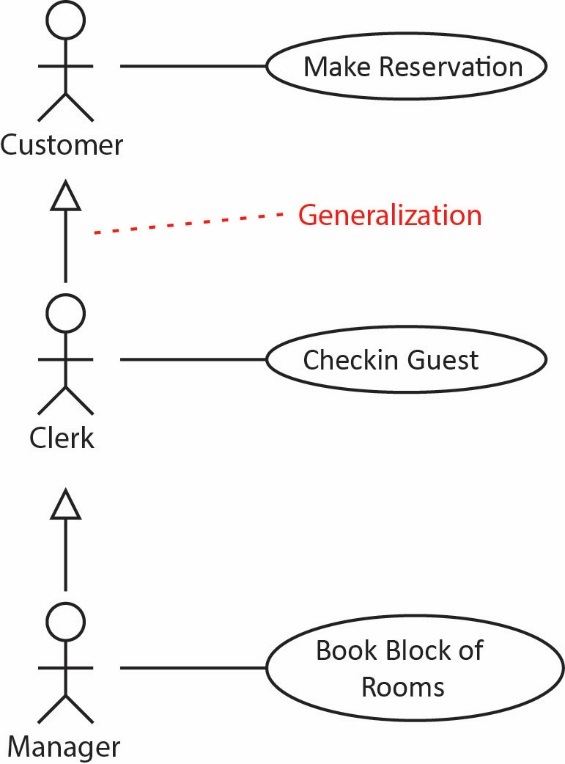 Make Reservation
Customer
Generalization
Checkin Guest
Clerk
Book Block of
Rooms
Manager